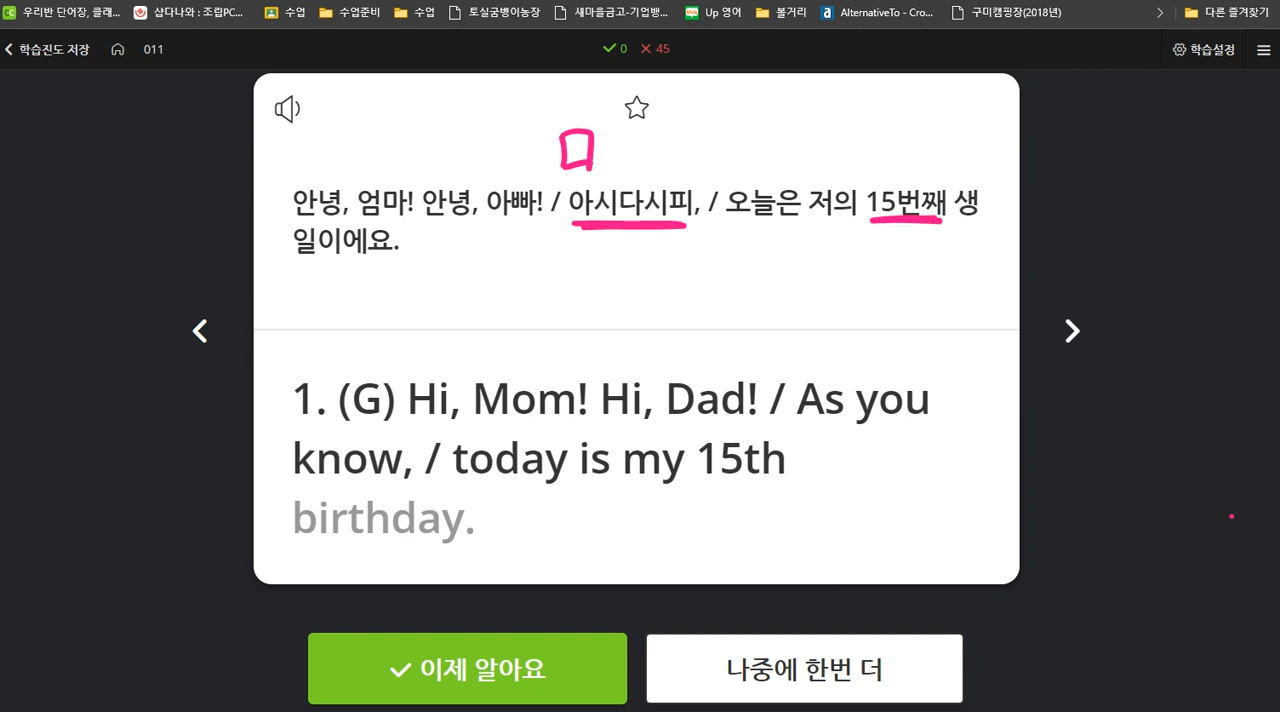 우리반 단어장, 클래... 샵다나와 : 조립PC... 수업 수업준비 수업 토실굼벵이농장 새마을금고-기업뱅... Up 영어 볼거리 AlternativeTo - Cro... 구미캠핑장(2018년) 다른 즐겨찾기
학습진도 저장 011 0 45 학습설정
안녕, 엄마! 안녕, 아빠! / 아시다시피, / 오늘은 저의 15번째 생
일이에요.
1. (G) Hi, Mom! Hi, Dad! / As you
know, / today is my 15th
birthday.
이제 알아요 나중에 한번 더